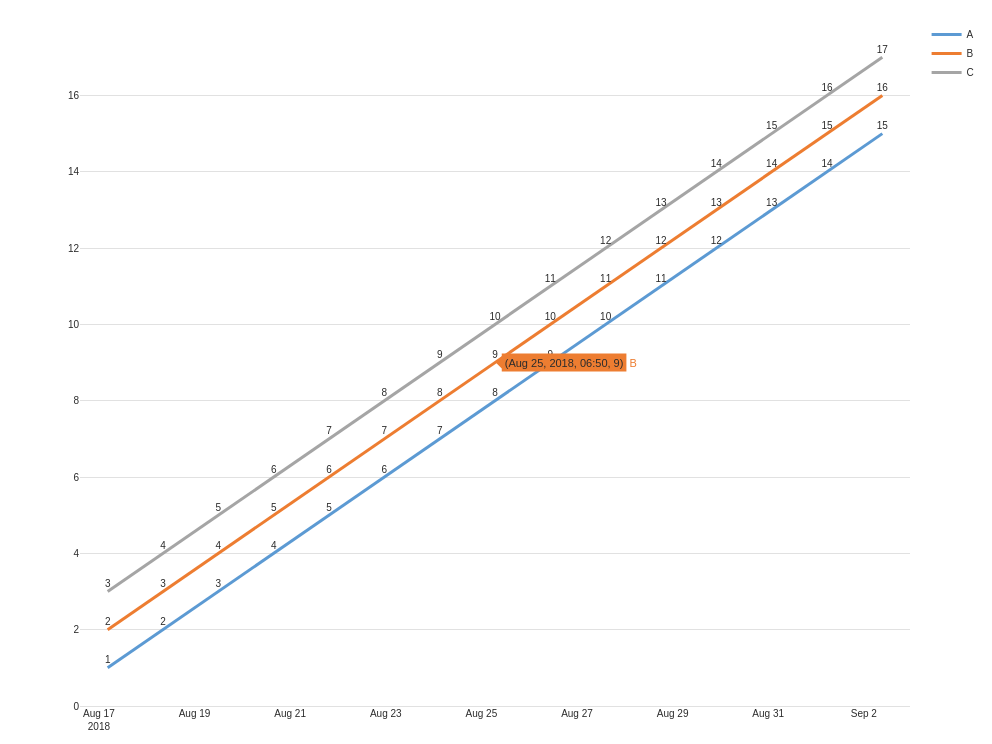 A
B
C
17
16 16 16
15 15 15
14 14 14 14
13 13 13
12 12 12 12
11 11 11
10 10 10 10
9 9 9
(Aug 25, 2018, 06:50, 9) B
8 8 8 8
7 7 7
6 6 6 6
5 5 5
4 4 4 4
3 3 3
2 2 2
1
0
Aug 17 Aug 19 Aug 21 Aug 23 Aug 25 Aug 27 Aug 29 Aug 31 Sep 2
2018